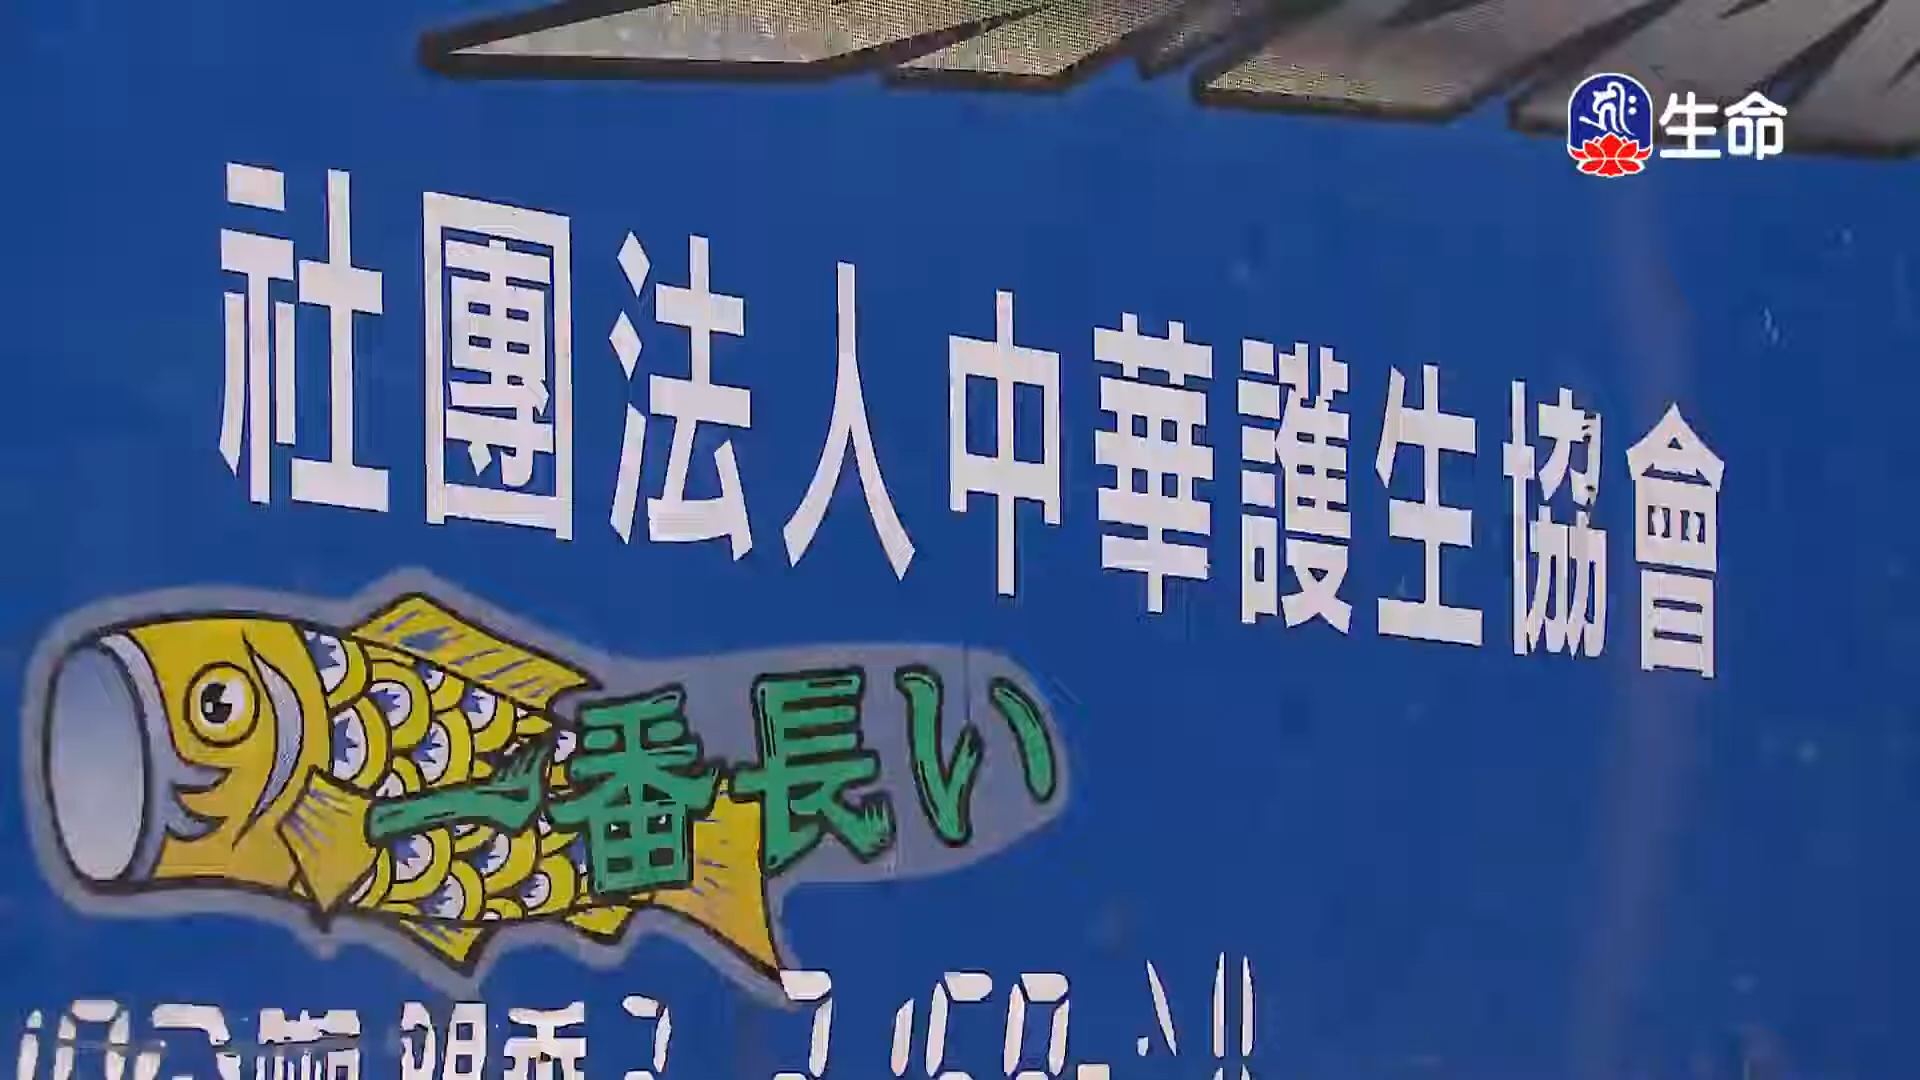 生命
社團法人中華護生協會
一番長い